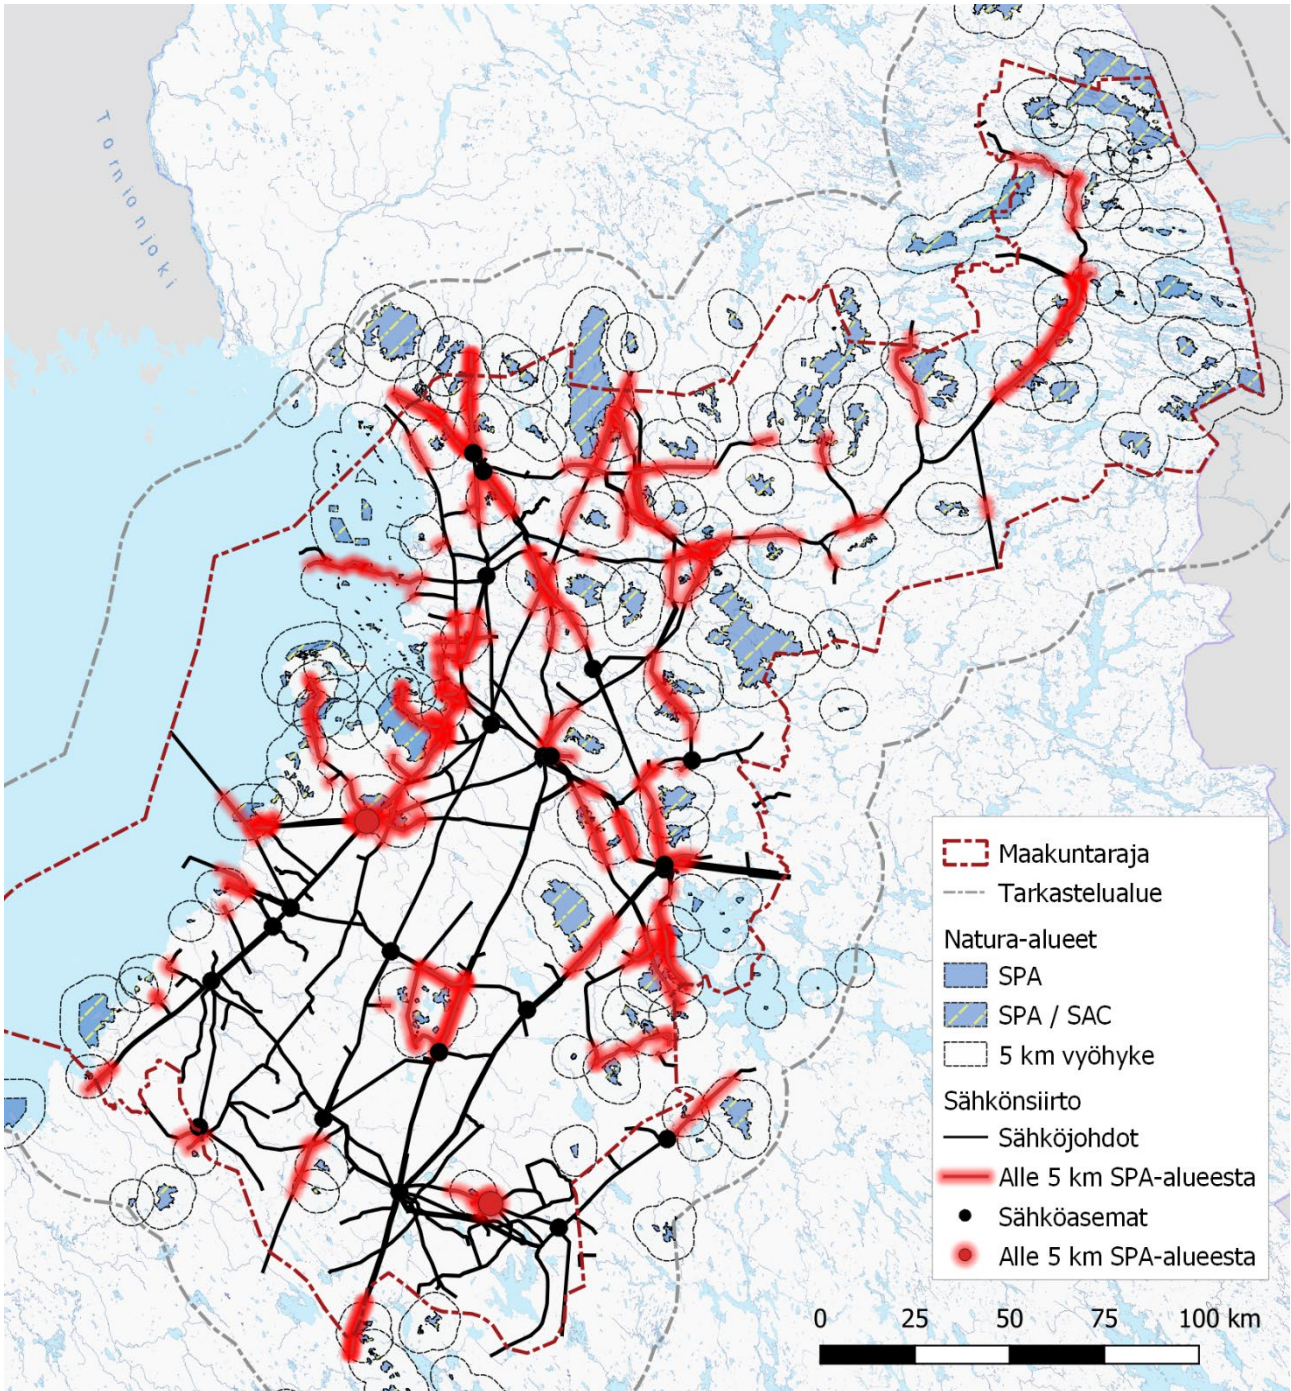 Tornionjoki
Maakuntaraja
Tarkastelualue
Natura-alueet
SPA
SPA / SAC
5 km vyöhyke
Sähkönsiirto
Sähköjohdot
Alle 5 km SPA-alueesta
Sähköasemat
Alle 5 km SPA-alueesta
0 25 50 75 100 km